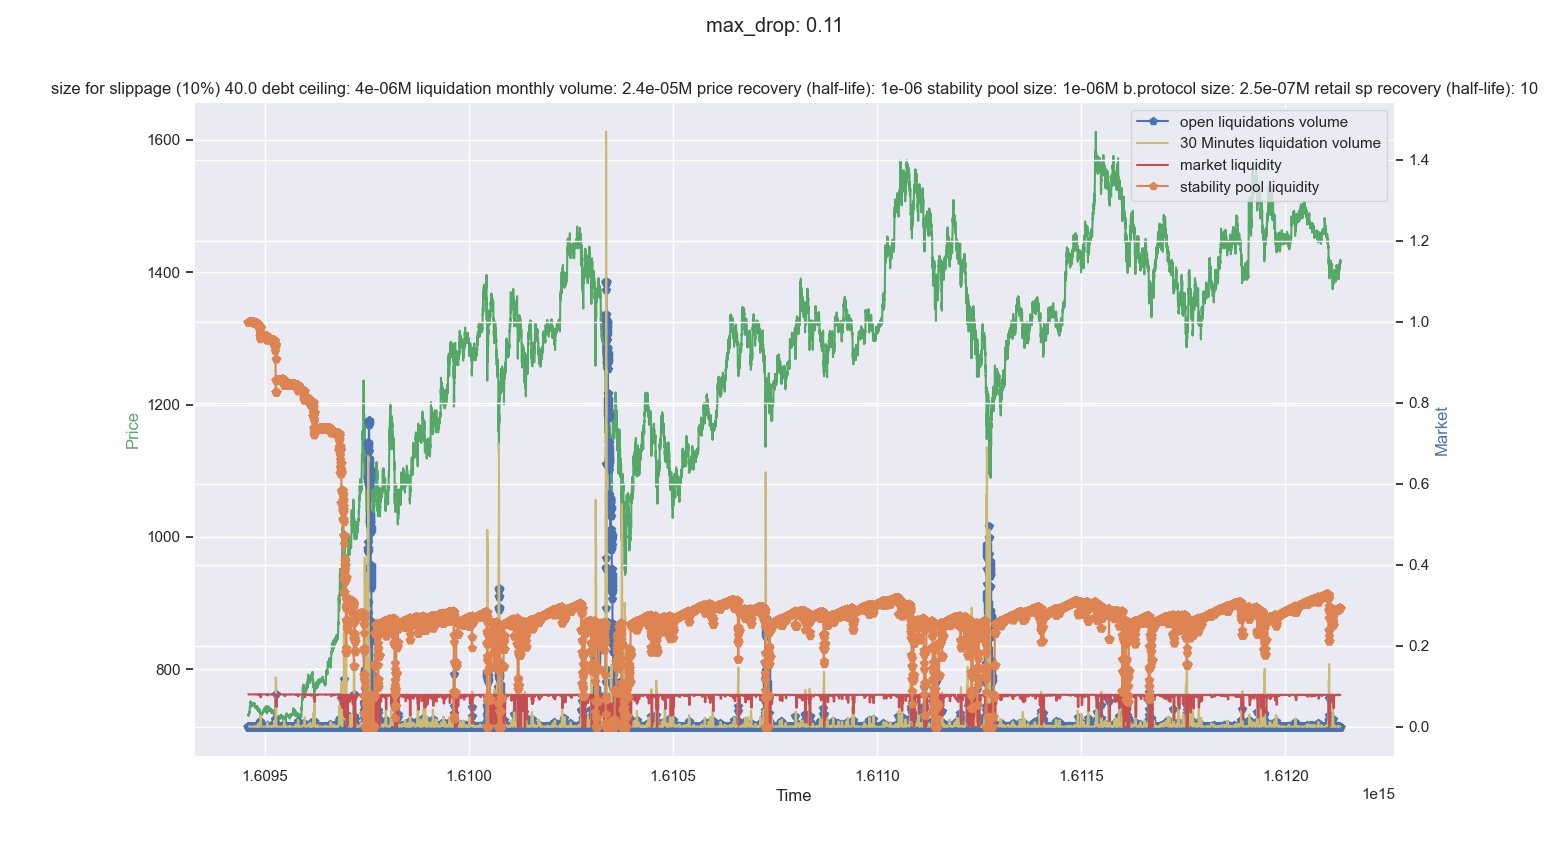 max_drop: 0.11
size for slippage (10%) 40.0 debt ceiling: 4e-06M liquidation monthly volume: 2.4e-05M price recovery (half-life): 1e-06 stability pool size: 1e-06M b.protocol size: 2.5e-07M retail sp recovery (half-life): 10
open liquidations volume
30 Minutes liquidation volume
market liquidity
stability pool liquidity
1600
1400
1200
1000
800
Price
1.4
1.2
1.0
0.8
0.6
0.4
0.2
0.0
Market
1.6095 1.6100 1.6105 1.6110 1.6115 1.6120
1e15
Time